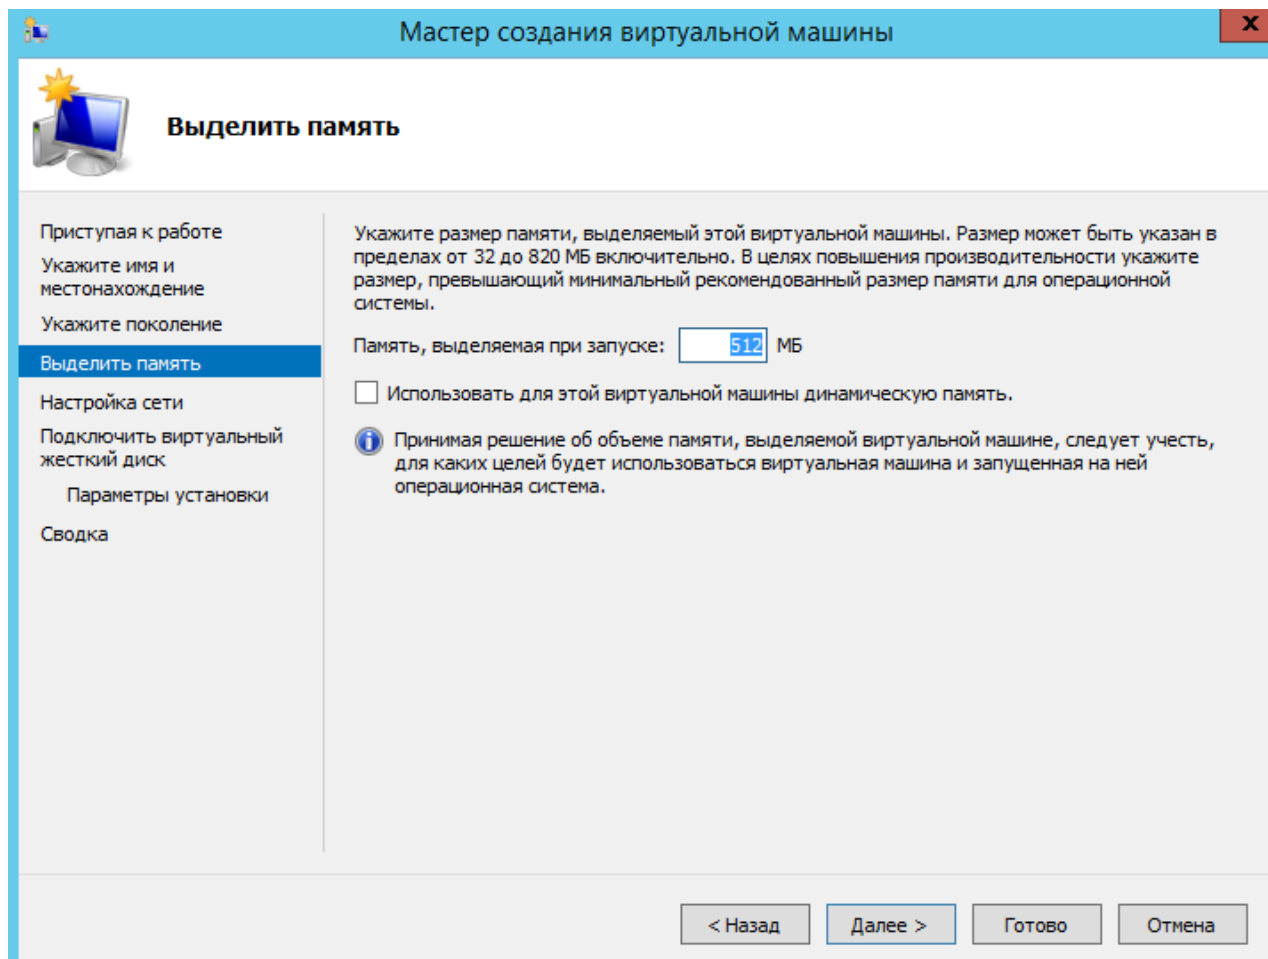 Мастер создания виртуальной машины
x
Выделить память
Приступая к работе
Укажите имя и
местонахождение
Укажите поколение
Выделить память
Настройка сети
Подключить виртуальный
жесткий диск
Параметры установки
Сводка
Укажите размер памяти, выделяемый этой виртуальной машины. Размер может быть указан в
пределах от 32 до 820 МБ включительно. В целях повышения производительности укажите
размер, превышающий минимальный рекомендованный размер памяти для операционной
системы.
Память, выделяемая при запуске: 512 МБ
Использовать для этой виртуальной машины динамическую память.
Принимая решение об объеме памяти, выделяемой виртуальной машине, следует учесть,
для каких целей будет использоваться виртуальная машина и запущенная на ней
операционная система.
< Назад Далее > Готово Отмена